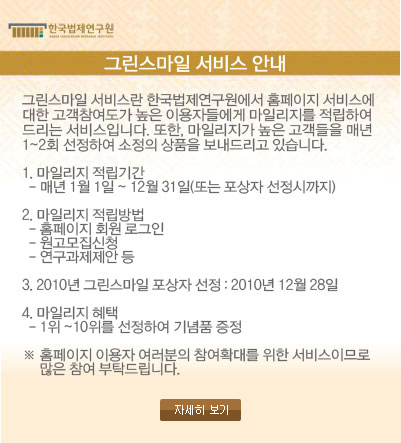 한국법제연구원
KOREA LEGISLATION RESEARCH INSTITUTE
그린스마일 서비스 안내
그린스마일 서비스란 한국법제연구원에서 홈페이지 서비스에
대한 고객참여도가 높은 이용자들에게 마일리지를 적립하여
드리는 서비스입니다. 또한, 마일리지가 높은 고객들을 매년
1~2회 선정하여 소정의 상품을 보내드리고 있습니다.
1. 마일리지 적립기간
- 매년 1월 1일 ~ 12월 31일(또는 포상자 선정시까지)
2. 마일리지 적립방법
- 홈페이지 회원 로그인
- 원고모집신청
- 연구과제제안 등
3. 2010년 그린스마일 포상자 선정 : 2010년 12월 28일
4. 마일리지 혜택
- 1위 ~10위를 선정하여 기념품 증정
※ 홈페이지 이용자 여러분의 참여확대를 위한 서비스이므로
많은 참여 부탁드립니다.
자세히 보기